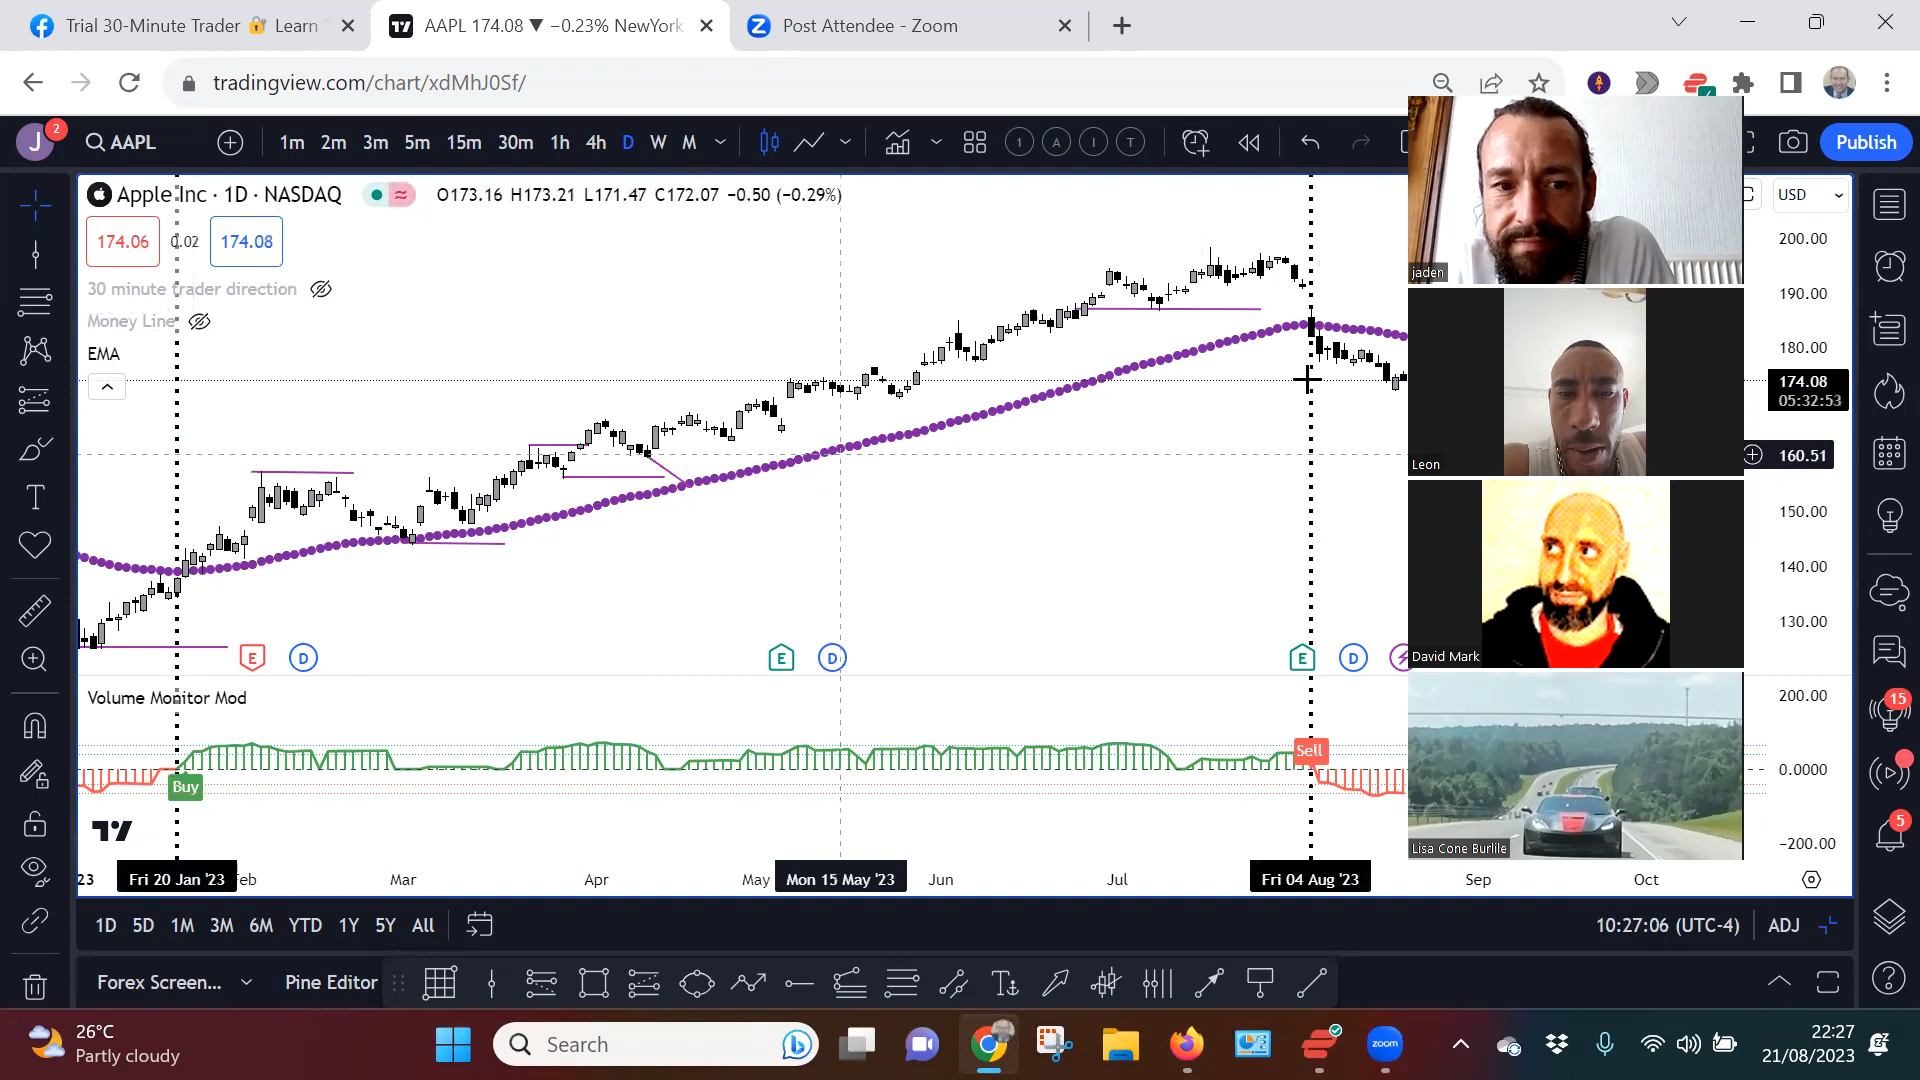 Trial 30-Minute Trader 🔒 Learn
AAPL 174.08 ▼ −0.23% NewYork
Post Attendee - Zoom
tradingview.com/chart/xdMhJ0Sf/
J 2
AAPL
1m 2m 3m 5m 15m 30m 1h 4h D W M
1 A I T
Publish
Apple Inc · 1D · NASDAQ
O173.16 H173.21 L171.47 C172.07 −0.50 (−0.29%)
USD
174.06 0.02 174.08
30 minute trader direction
Money Line
EMA
200.00
190.00
180.00
174.08
05:32:53
160.51
150.00
140.00
130.00
jaden
Leon
David Mark
Lisa Cone Burlile
E D E D E D
Volume Monitor Mod
200.00
0.0000
−200.00
Buy
Sell
15
5
23 Fri 20 Jan '23 eb Mar Apr May Mon 15 May '23 Jun Jul Fri 04 Aug '23 Sep Oct
1D 5D 1M 3M 6M YTD 1Y 5Y All
10:27:06 (UTC-4) ADJ
Forex Screen... Pine Editor
26°C
Partly cloudy
Search
zoom
22:27
21/08/2023